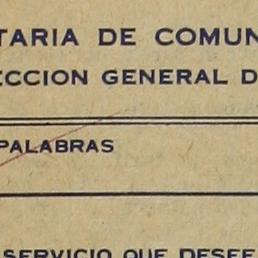 TARIA DE COMUN
ECCION GENERAL D
PALABRAS
SERVICIO QUE DESEE